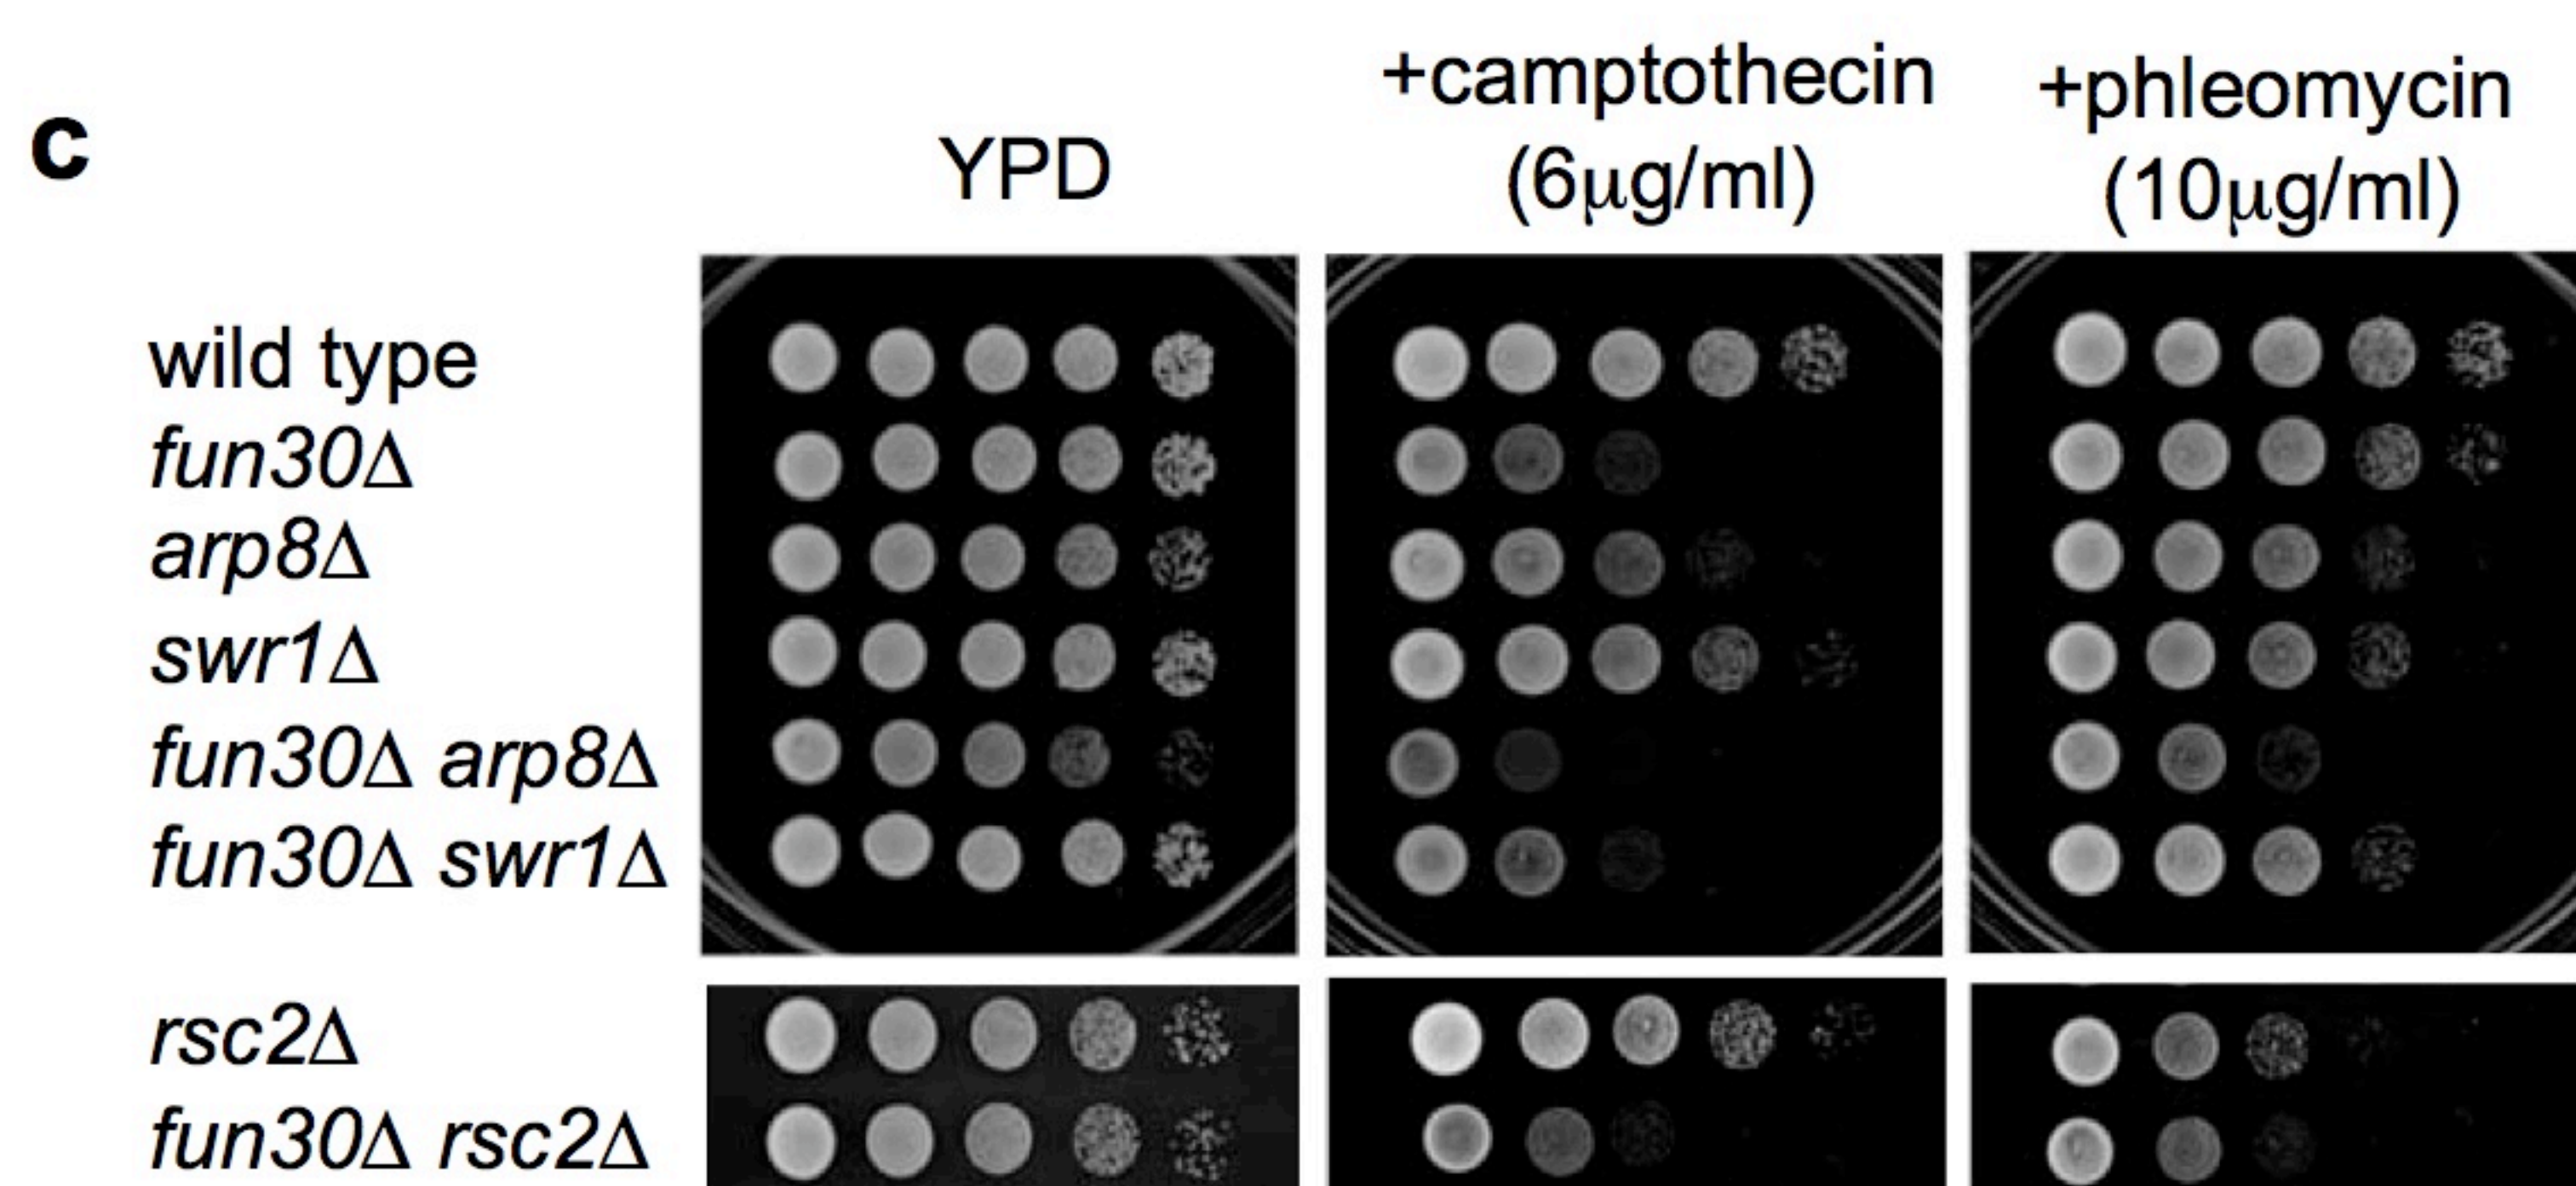 c
YPD
+camptothecin
(6μg/ml)
+phleomycin
(10μg/ml)
wild type
fun30Δ
arp8Δ
swr1Δ
fun30Δ arp8Δ
fun30Δ swr1Δ
rsc2Δ
fun30Δ rsc2Δ